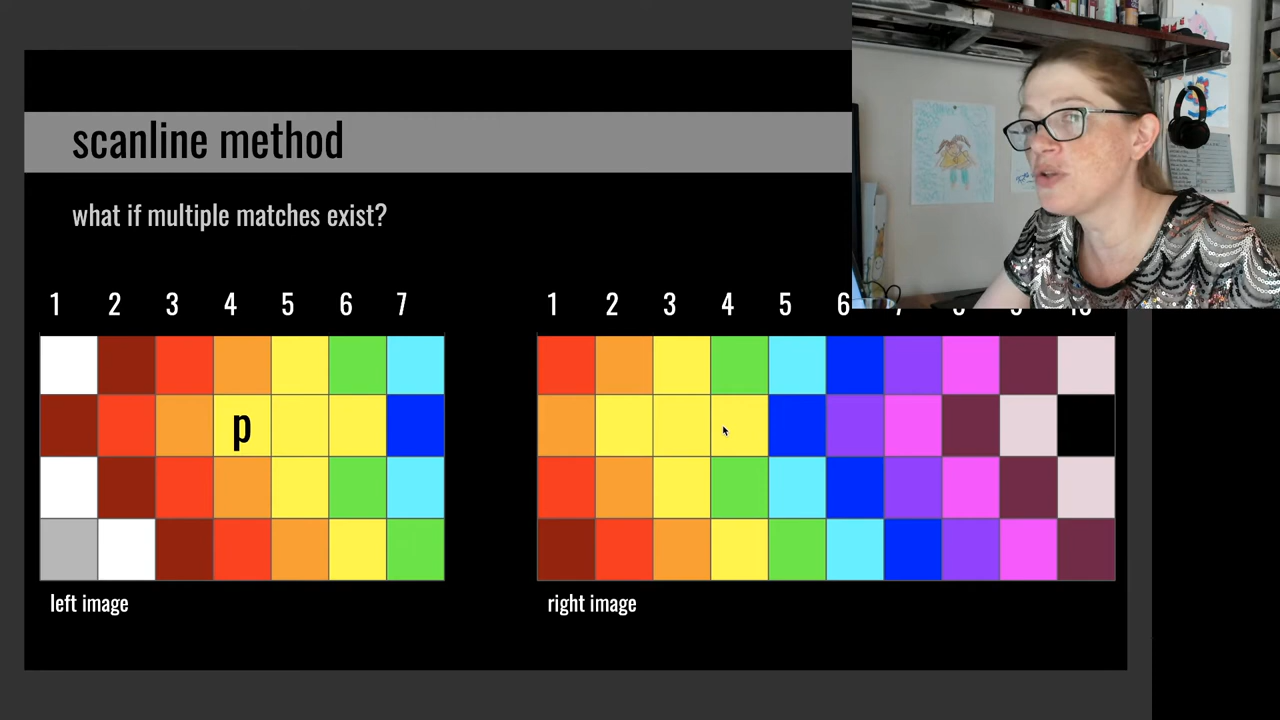 scanline method
what if multiple matches exist?
1 2 3 4 5 6 7
1 2 3 4 5 6
p
left image
right image